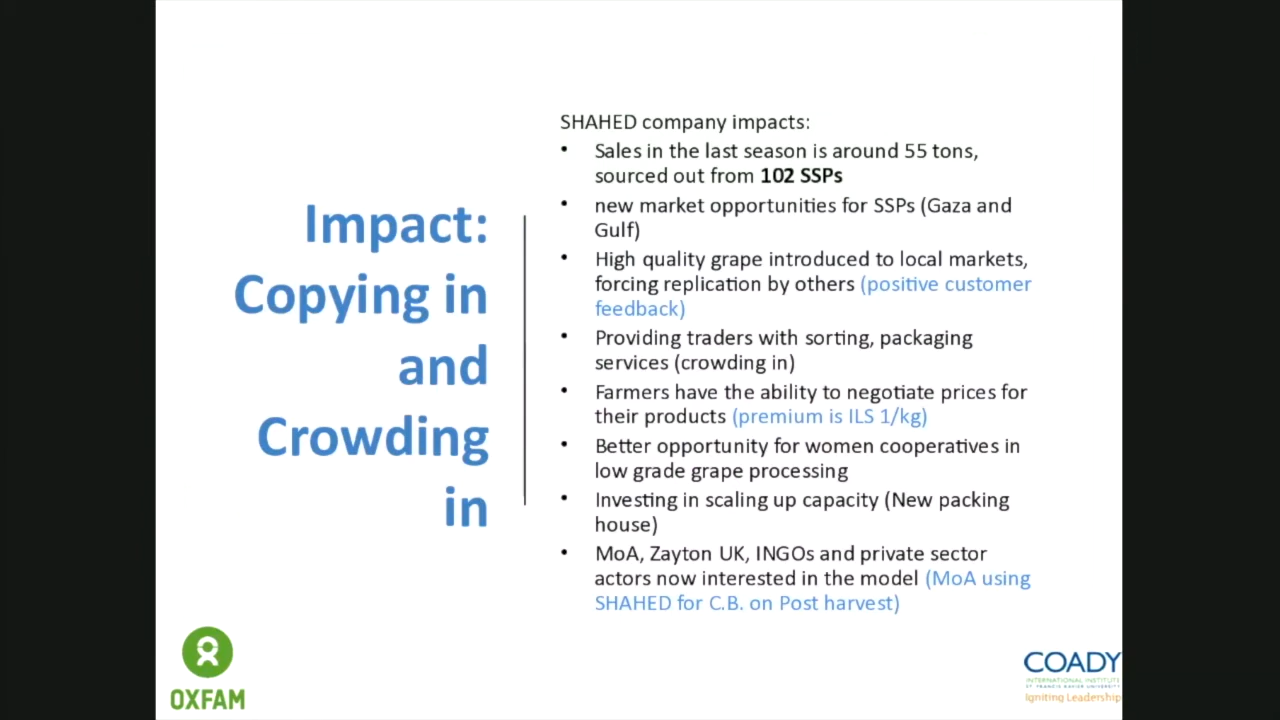 Impact:
Copying in
and
Crowding
in
SHAHED company impacts:
• Sales in the last season is around 55 tons,
sourced out from 102 SSPs
• new market opportunities for SSPs (Gaza and
Gulf)
• High quality grape introduced to local markets,
forcing replication by others (positive customer
feedback)
• Providing traders with sorting, packaging
services (crowding in)
• Farmers have the ability to negotiate prices for
their products (premium is ILS 1/kg)
• Better opportunity for women cooperatives in
low grade grape processing
• Investing in scaling up capacity (New packing
house)
• MoA, Zayton UK, INGOs and private sector
actors now interested in the model (MoA using
SHAHED for C.B. on Post harvest)
OXFAM
COADY
INTERNATIONAL INSTITUTE
ST. FRANCIS XAVIER UNIVERSITY
Igniting Leadership